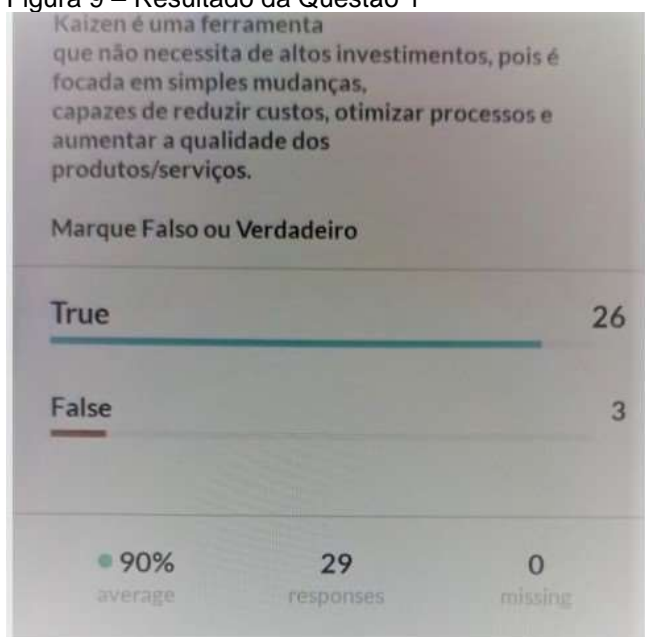 Figura 9 – Resultado da Questão 1
Kaizen é uma ferramenta
que não necessita de altos investimentos, pois é
focada em simples mudanças,
capazes de reduzir custos, otimizar processos e
aumentar a qualidade dos
produtos/serviços.
Marque Falso ou Verdadeiro
True 26
False 3
90% 29 0
average responses missing